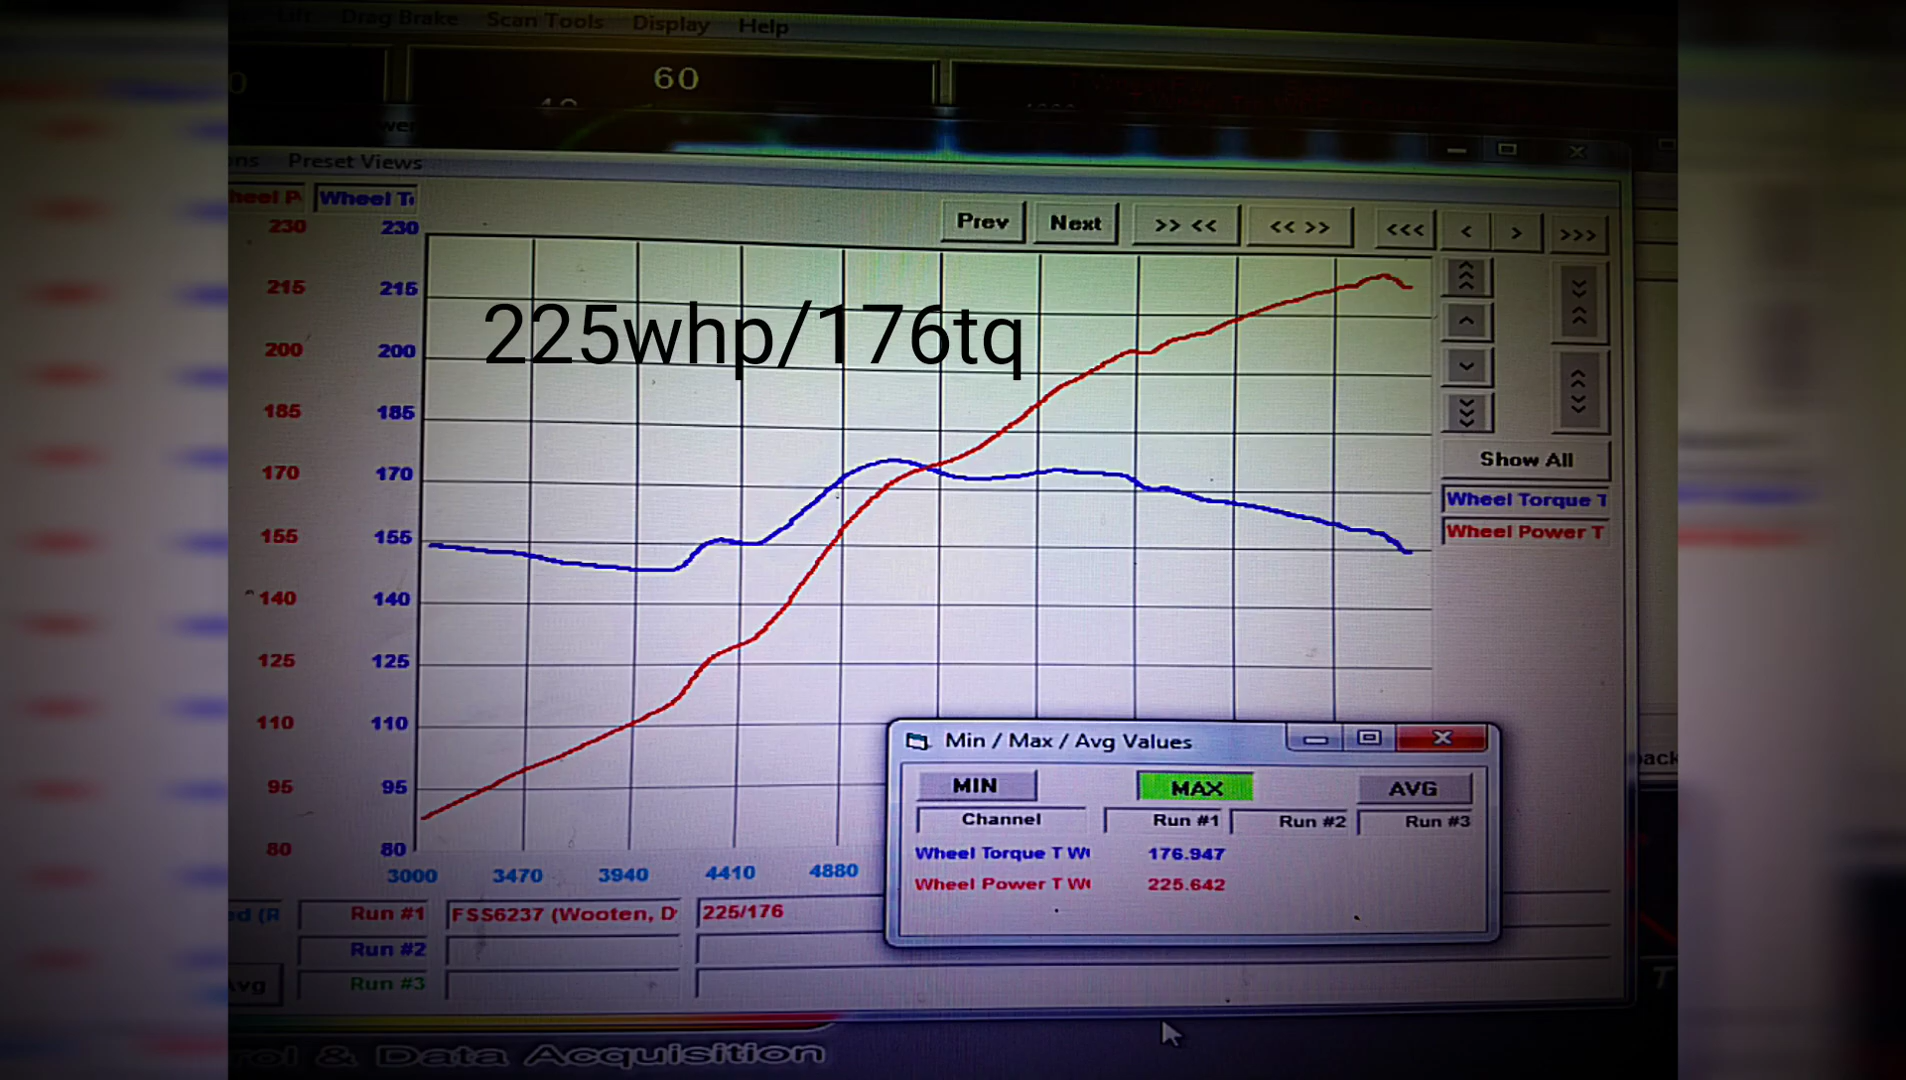 Lift Drag Brake Scan Tools Display Help
60
Preset Views
Wheel T
Prev Next >> << << >> <<< < > >>>
230 230
215 215
200 200
185 185
170 170
155 155
140 140
125 125
110 110
95 95
80 80
225whp/176tq
Show All
Wheel Torque T
Wheel Power T
3000 3470 3940 4410 4880
Min / Max / Avg Values
MIN MAX AVG
Channel Run #1 Run #2 Run #3
Wheel Torque T W 176.947
Wheel Power T W 225.642
Run #1 FSS6237 (Wooten, D 225/176
Run #2
Run #3
& Data Acquisition